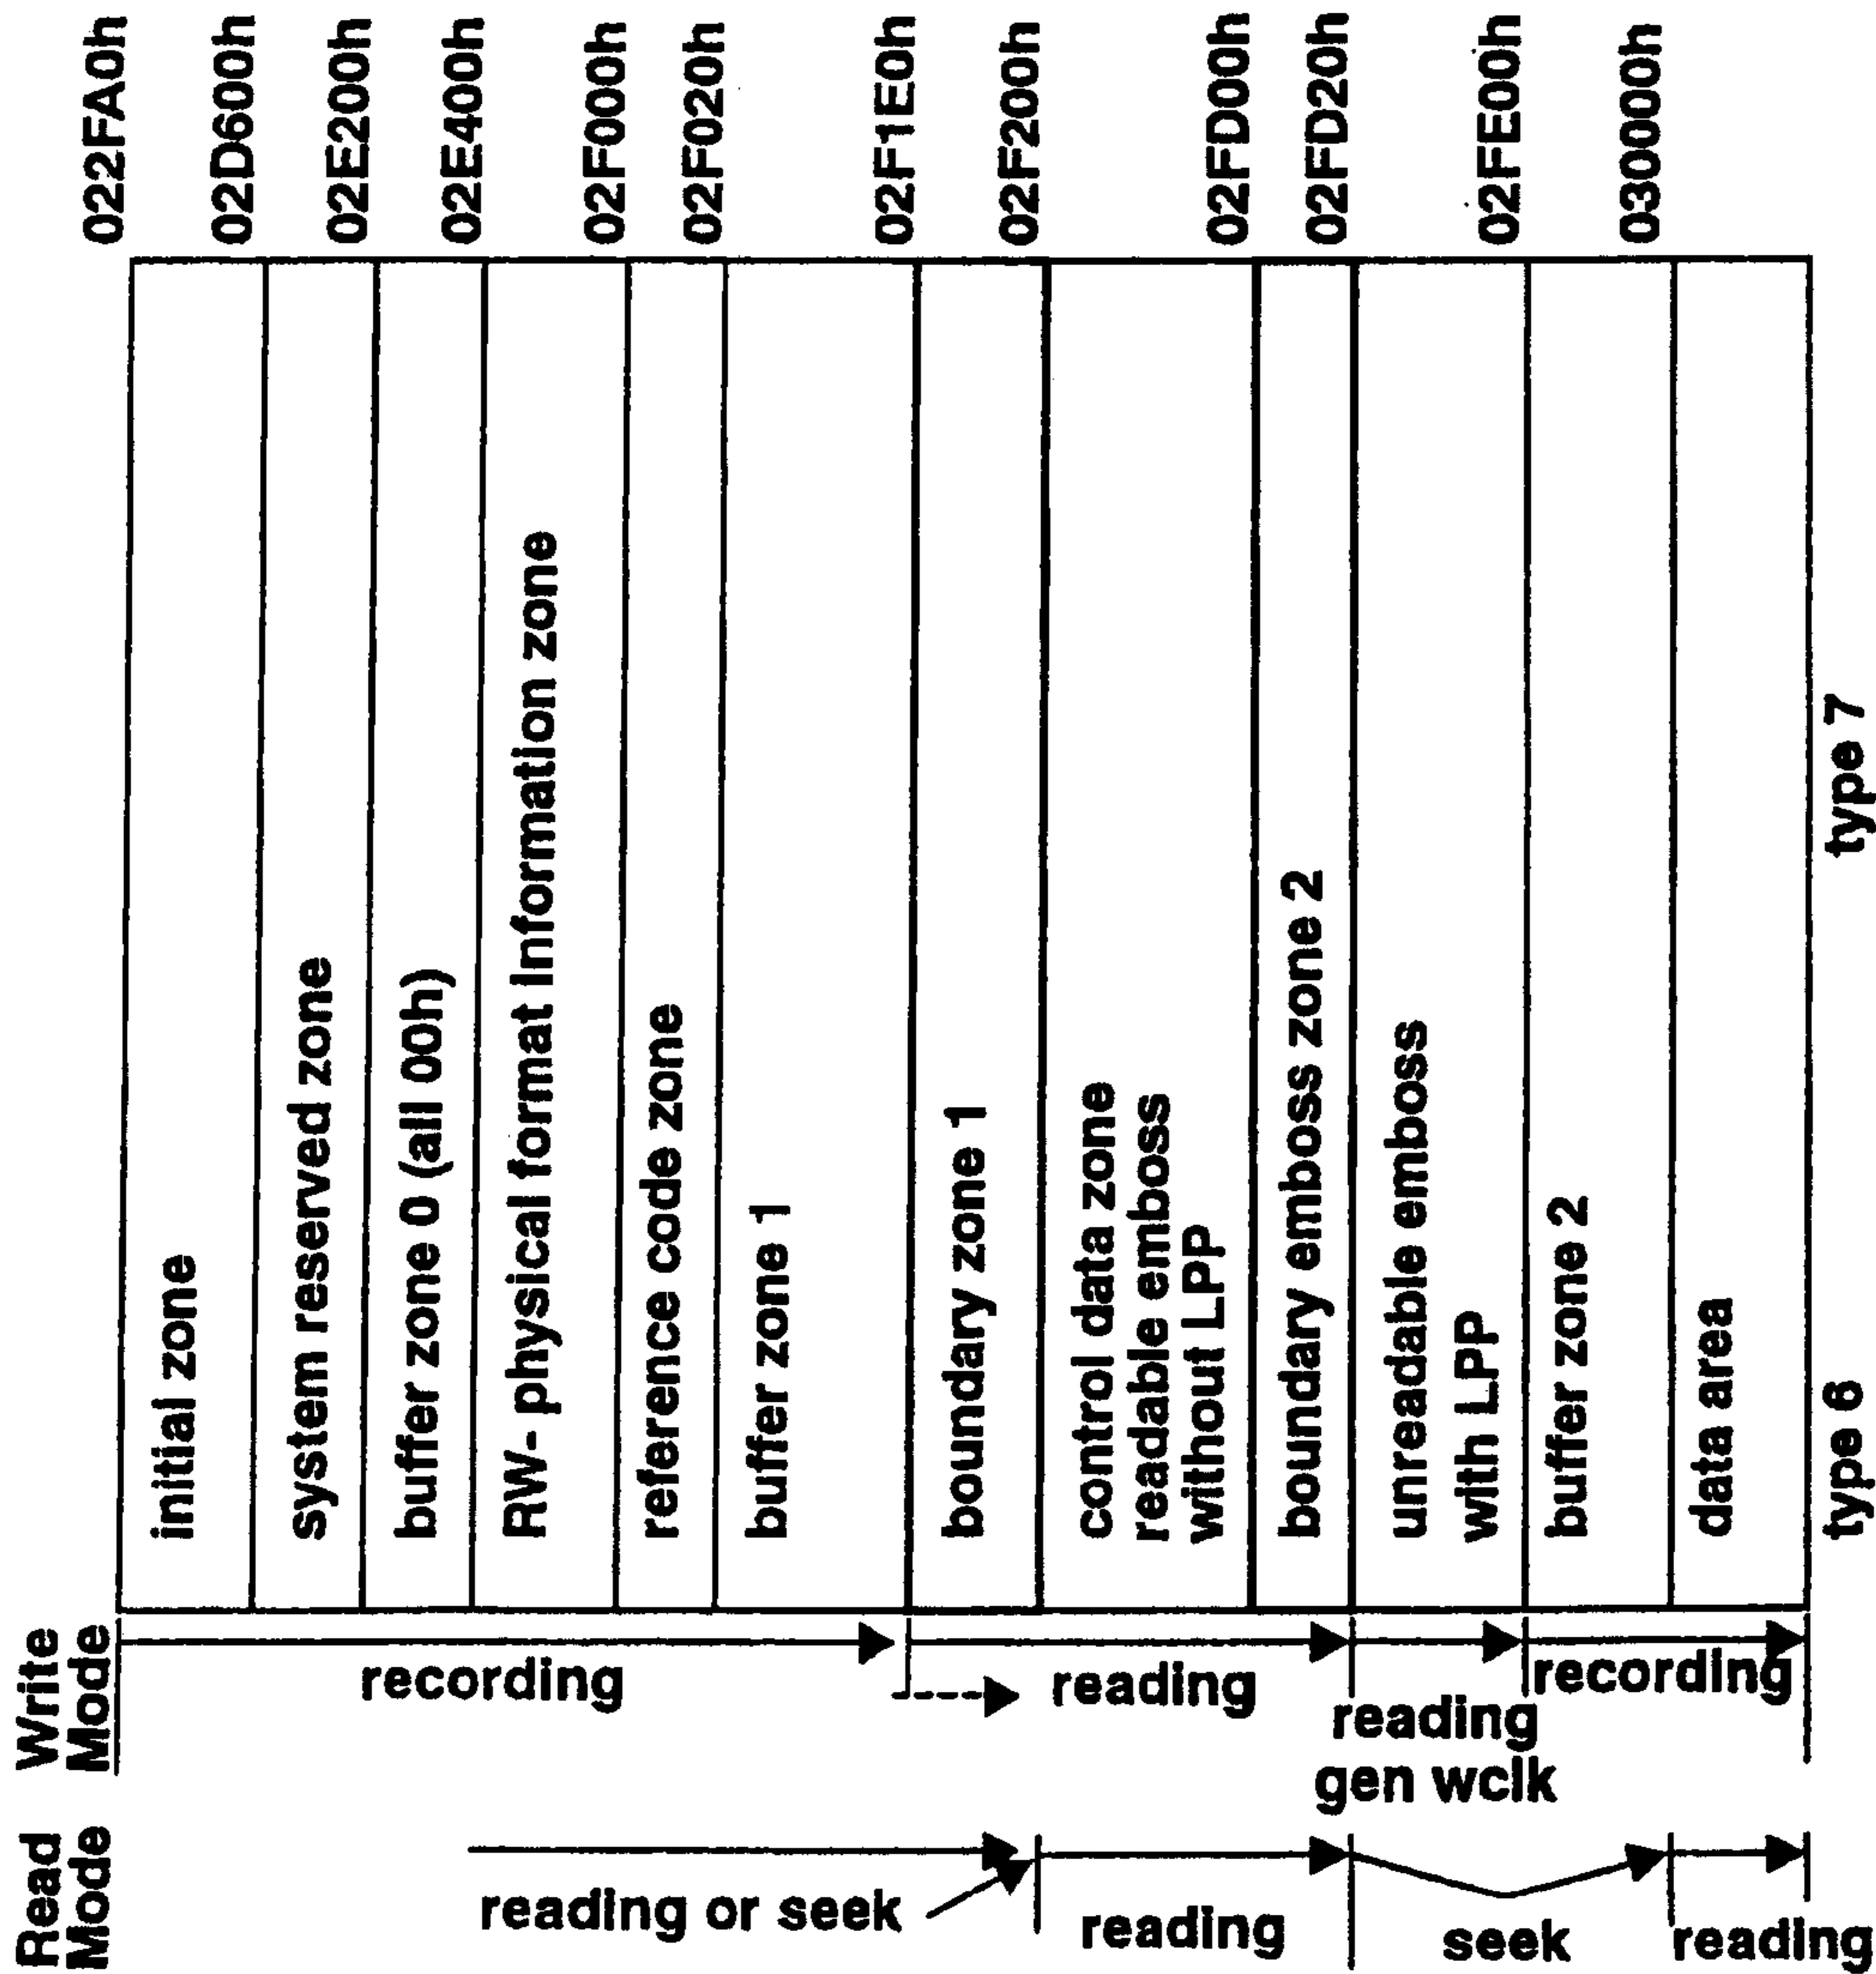 022FA0h
02D600h
02E200h
02E400h
02F000h
02F020h
02F1E0h
02F200h
02FD00h
02FD20h
02FE00h
030000h
initial zone
system reserved zone
buffer zone 0 (all 00h)
RW- physical format information zone
reference code zone
buffer zone 1
boundary zone 1
control data zone
readable emboss
without LPP
boundary emboss zone 2
unreadable emboss
with LPP
buffer zone 2
data area
type 6
type 7
Write
Mode
recording
reading
reading
gen wclk
recording
Read
Mode
reading or seek
reading
seek
reading